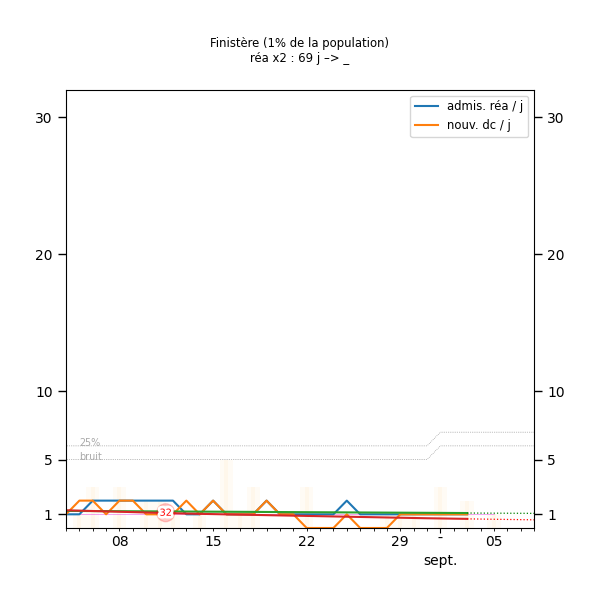 Finistère (1% de la population)
réa x2 : 69 j –> _
admis. réa / j
nouv. dc / j
30 30
20 20
10 10
25%
bruit
5 5
32
1 1
08 15 22 29 - 05
sept.